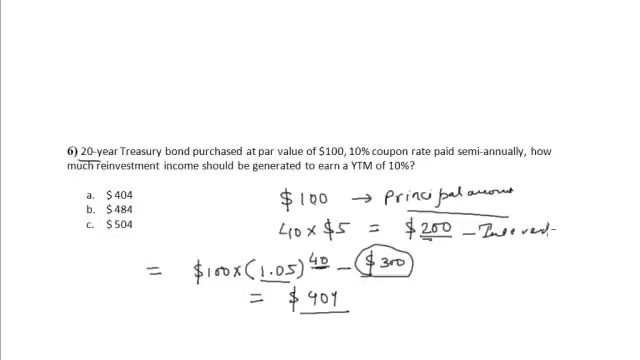 6) 20-year Treasury bond purchased at par value of $100, 10% coupon rate paid semi-annually, how
much reinvestment income should be generated to earn a YTM of 10%?
a. $404
b. $484
c. $504
$100 → Principal amount
40 x $5 = $200 - Interest
= $100 x (1.05)^40 - $300
= $404